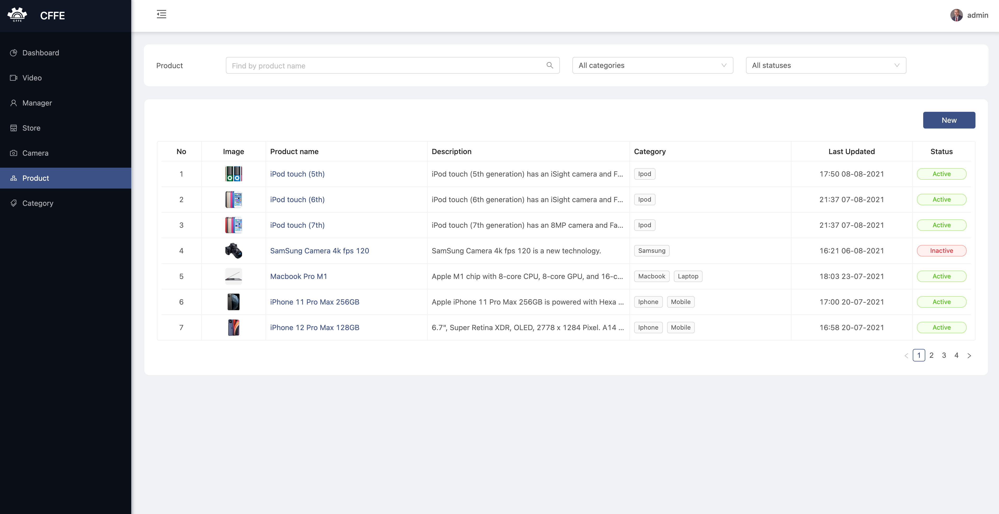 CFFE
CFFE
admin
Dashboard
Video
Manager
Store
Camera
Product
Category
Product
Find by product name
All categories
All statuses
New
No Image Product name Description Category Last Updated Status
1 iPod touch (5th) iPod touch (5th generation) has an iSight camera and F... Ipod 17:50 08-08-2021 Active
2 iPod touch (6th) iPod touch (6th generation) has an iSight camera and F... Ipod 21:37 07-08-2021 Active
3 iPod touch (7th) iPod touch (7th generation) has an 8MP camera and Fa... Ipod 21:37 07-08-2021 Active
4 SamSung Camera 4k fps 120 SamSung Camera 4k fps 120 is a new technology. Samsung 16:21 06-08-2021 Inactive
5 Macbook Pro M1 Apple M1 chip with 8-core CPU, 8-core GPU, and 16-c... Macbook Laptop 18:03 23-07-2021 Active
6 iPhone 11 Pro Max 256GB Apple iPhone 11 Pro Max 256GB is powered with Hexa ... Iphone Mobile 17:00 20-07-2021 Active
7 iPhone 12 Pro Max 128GB 6.7", Super Retina XDR, OLED, 2778 x 1284 Pixel. A14 ... Iphone Mobile 16:58 20-07-2021 Active
1 2 3 4